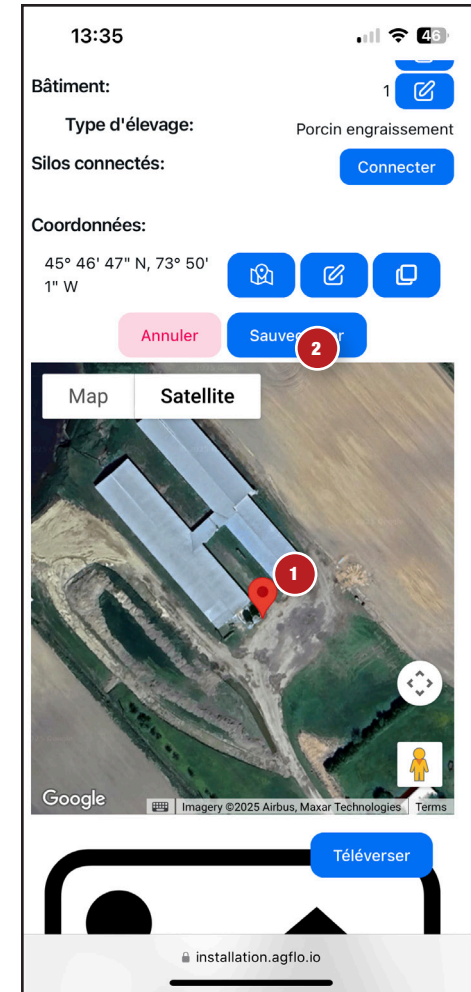 13:35
46
Bâtiment:
1
Type d'élevage:
Porcin engraissement
Silos connectés:
Connecter
Coordonnées:
45° 46' 47" N, 73° 50'
1" W
Annuler
2
Map
Satellite
1
Google
Imagery ©2025 Airbus, Maxar Technologies
Terms
Téléverser
installation.agflo.io